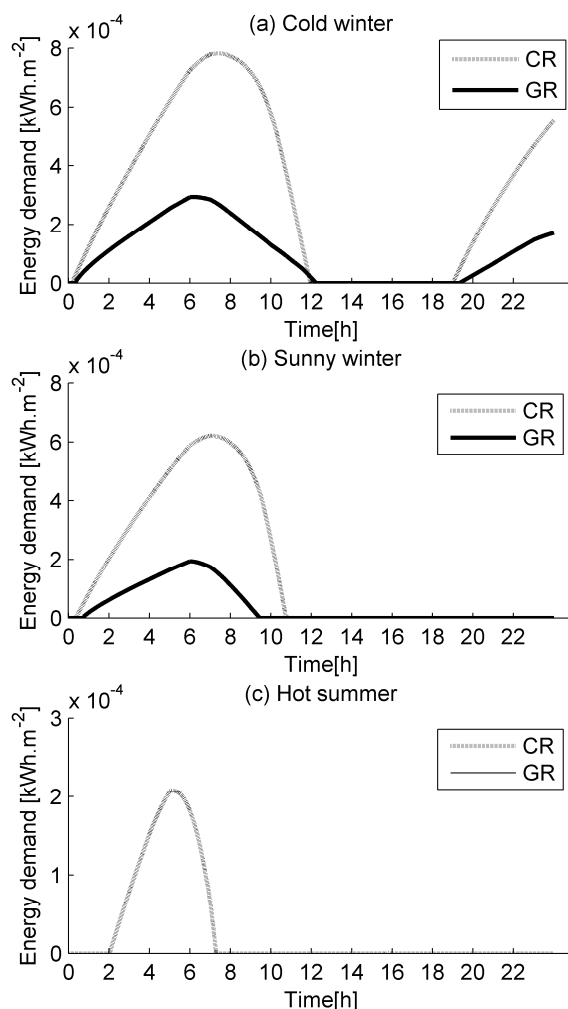 (a) Cold winter
x 10⁻⁴
8
6
4
2
0
Energy demand [kWh.m⁻²]
CR
GR
0 2 4 6 8 10 12 14 16 18 20 22
Time[h]
(b) Sunny winter
x 10⁻⁴
8
6
4
2
0
Energy demand [kWh.m⁻²]
CR
GR
0 2 4 6 8 10 12 14 16 18 20 22
Time[h]
(c) Hot summer
x 10⁻⁴
3
2
1
0
Energy demand [kWh.m⁻²]
CR
GR
0 2 4 6 8 10 12 14 16 18 20 22
Time[h]